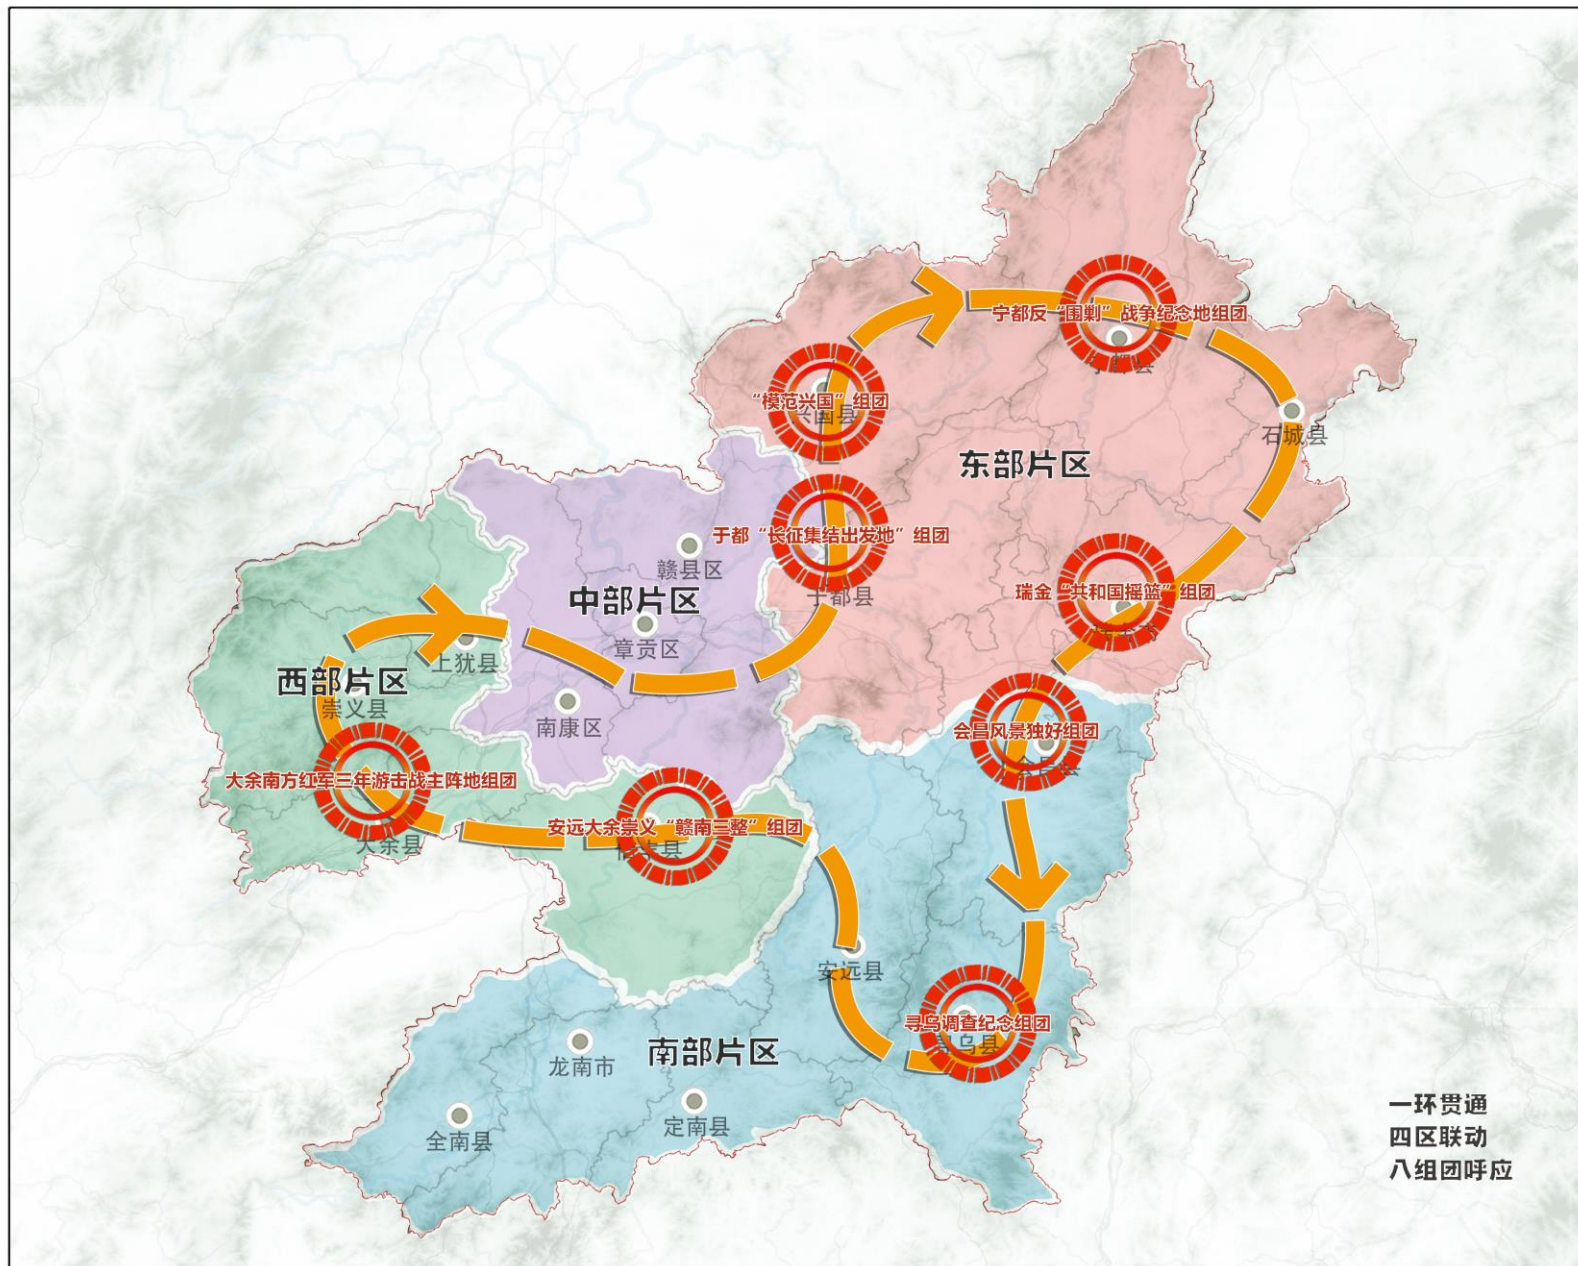 宁都反“围剿”战争纪念地组团
“模范兴国”组团
兴国县
石城县
东部片区
于都“长征集结出发地”组团
赣县区
瑞金“共和国摇篮”组团
于都县
中部片区
章贡区
上犹县
西部片区
崇义县
南康区
会昌风景独好组团
大余南方红军三年游击战主阵地组团
安远大余崇义“赣南三整”组团
大余县
安远县
寻乌调查纪念组团
寻乌县
南部片区
龙南市
全南县
定南县
一环贯通
四区联动
八组团呼应